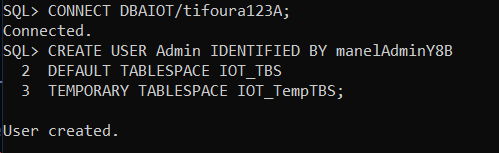 SQL> CONNECT DBAIOT/tifoura123A;
Connected.
SQL> CREATE USER Admin IDENTIFIED BY manelAdminY8B
  2  DEFAULT TABLESPACE IOT_TBS
  3  TEMPORARY TABLESPACE IOT_TempTBS;

User created.